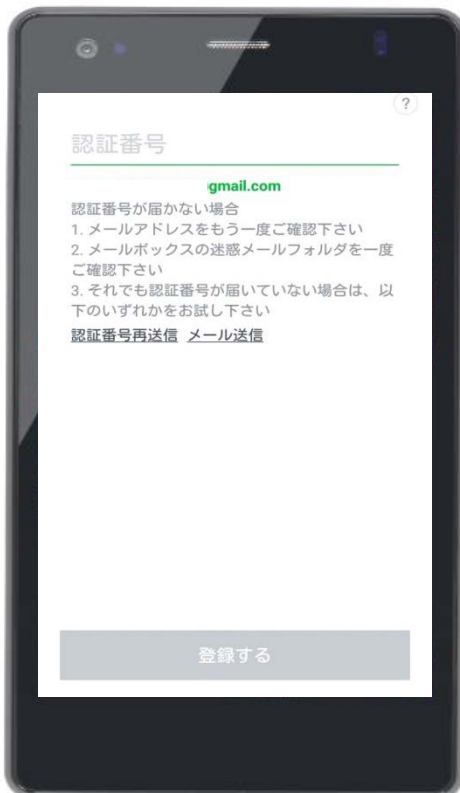 ?
認証番号
gmail.com
認証番号が届かない場合
1. メールアドレスをもう一度ご確認下さい
2. メールボックスの迷惑メールフォルダを一度
ご確認下さい
3. それでも認証番号が届いていない場合は、以
下のいずれかをお試し下さい
認証番号再送信 メール送信
登録する